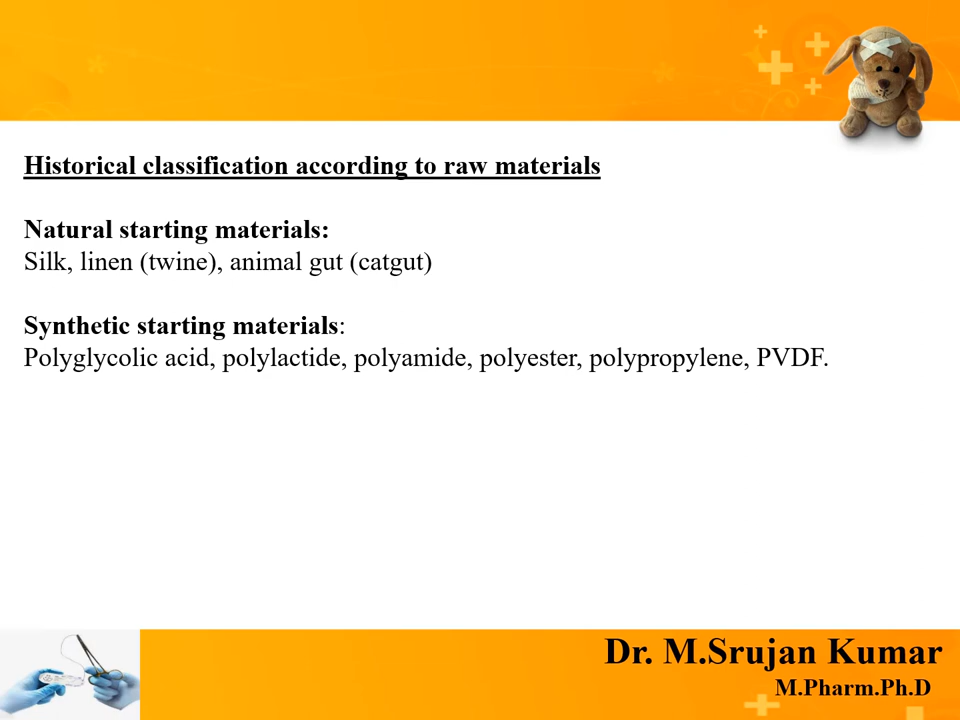 Historical classification according to raw materials
Natural starting materials:
Silk, linen (twine), animal gut (catgut)
Synthetic starting materials:
Polyglycolic acid, polylactide, polyamide, polyester, polypropylene, PVDF.
Dr. M.Srujan Kumar
M.Pharm.Ph.D